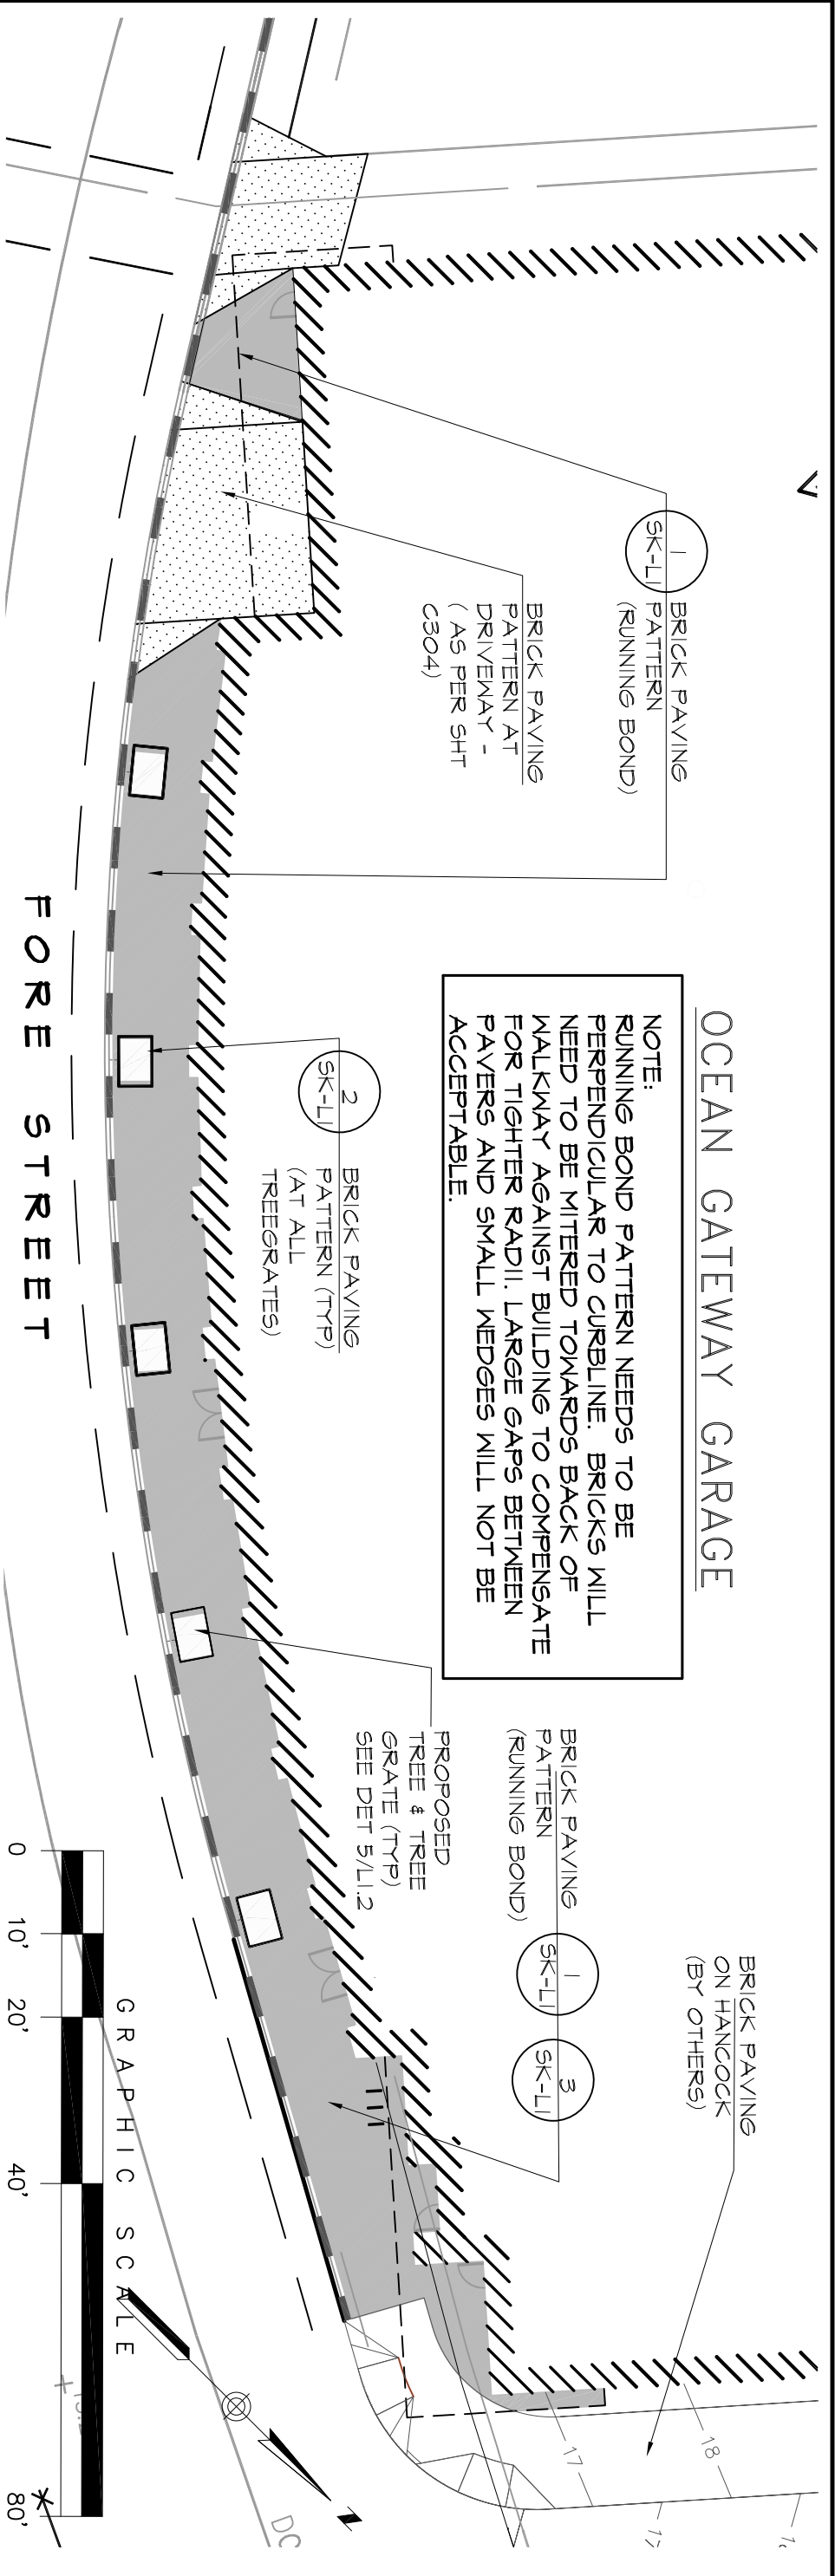 OCEAN GATEWAY GARAGE
NOTE:
RUNNING BOND PATTERN NEEDS TO BE
PERPENDICULAR TO CURBLINE. BRICKS WILL
NEED TO BE MITERED TOWARDS BACK OF
WALKWAY AGAINST BUILDING TO COMPENSATE
FOR TIGHTER RADII. LARGE GAPS BETWEEN
PAVERS AND SMALL WEDGES WILL NOT BE
ACCEPTABLE.
1
SK-L1
BRICK PAVING
PATTERN
(RUNNING BOND)
BRICK PAVING
PATTERN AT
DRIVEWAY -
( AS PER SHT
C304)
2
SK-L1
BRICK PAVING
PATTERN (TYP)
(AT ALL
TREEGRATES)
BRICK PAVING
ON HANCOCK
(BY OTHERS)
BRICK PAVING
PATTERN
(RUNNING BOND)
1
SK-L1
3
SK-L1
PROPOSED
TREE & TREE
GRATE (TYP)
SEE DET 5/L1.2
18
17
FORE STREET
GRAPHIC SCALE
0 10' 20' 40' 80'
N
DC